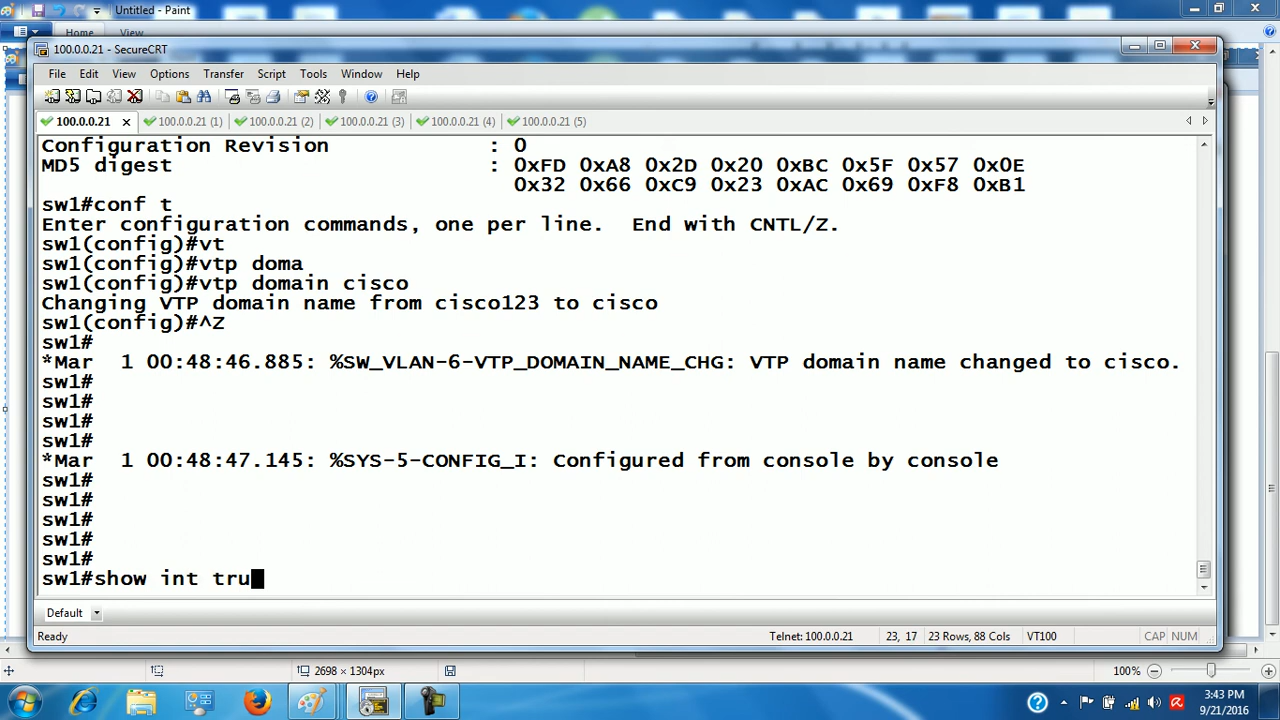 Untitled - Paint
Home View
100.0.0.21 - SecureCRT
File Edit View Options Transfer Script Tools Window Help
100.0.0.21 100.0.0.21 (1) 100.0.0.21 (2) 100.0.0.21 (3) 100.0.0.21 (4) 100.0.0.21 (5)
Configuration Revision : 0
MD5 digest : 0xFD 0xA8 0x2D 0x20 0xBC 0x5F 0x57 0x0E
0x32 0x66 0xC9 0x23 0xAC 0x69 0xF8 0xB1
sw1#conf t
Enter configuration commands, one per line. End with CNTL/Z.
sw1(config)#vt
sw1(config)#vtp doma
sw1(config)#vtp domain cisco
Changing VTP domain name from cisco123 to cisco
sw1(config)#^Z
sw1#
*Mar 1 00:48:46.885: %SW_VLAN-6-VTP_DOMAIN_NAME_CHG: VTP domain name changed to cisco.
sw1#
sw1#
sw1#
sw1#
*Mar 1 00:48:47.145: %SYS-5-CONFIG_I: Configured from console by console
sw1#
sw1#
sw1#
sw1#
sw1#
sw1#show int tru
Default
Ready Telnet: 100.0.0.21 23, 17 23 Rows, 88 Cols VT100 CAP NUM
2698 × 1304px 100%
3:43 PM
9/21/2016